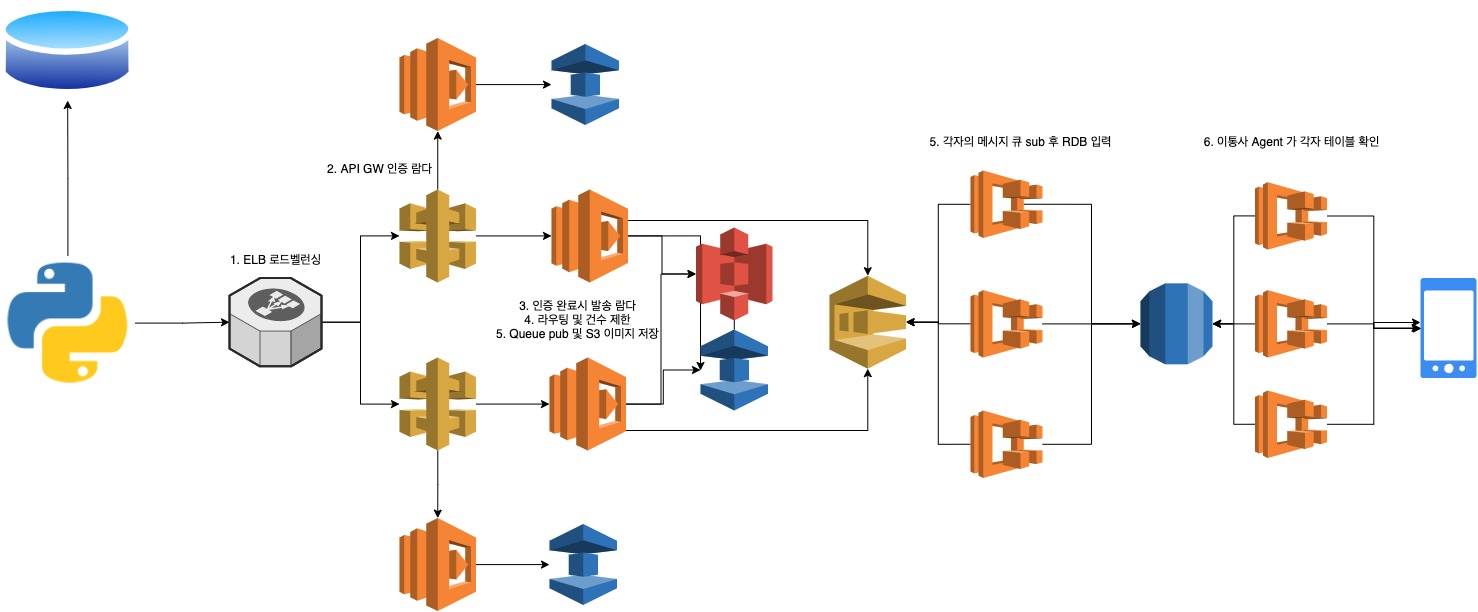 1. ELB 로드벨런싱
2. API GW 인증 람다
3. 인증 완료시 발송 람다
4. 라우팅 및 건수 제한
5. Queue pub 및 S3 이미지 저장
5. 각자의 메시지 큐 sub 후 RDB 입력
6. 이통사 Agent 가 각자 테이블 확인